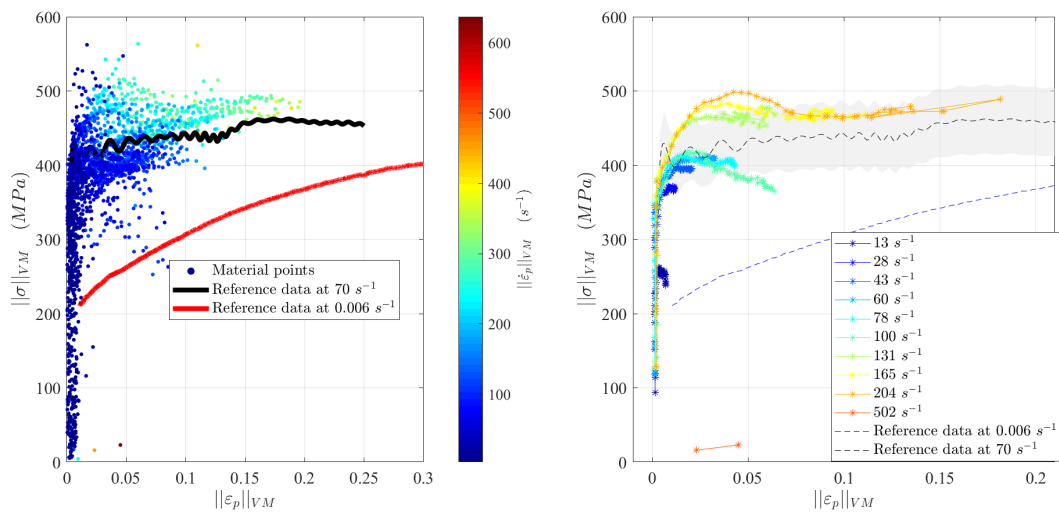 600
500
400
300
200
100
0
||σ||VM (MPa)
0 0.05 0.1 0.15 0.2 0.25 0.3
||εp||VM
Material points
Reference data at 70 s−1
Reference data at 0.006 s−1
600
500
400
300
200
100
||ε̇p||VM (s−1)
600
500
400
300
200
100
0
||σ||VM (MPa)
0 0.05 0.1 0.15 0.2
||εp||VM
13 s−1
28 s−1
43 s−1
60 s−1
78 s−1
100 s−1
131 s−1
165 s−1
204 s−1
502 s−1
Reference data at 0.006 s−1
Reference data at 70 s−1